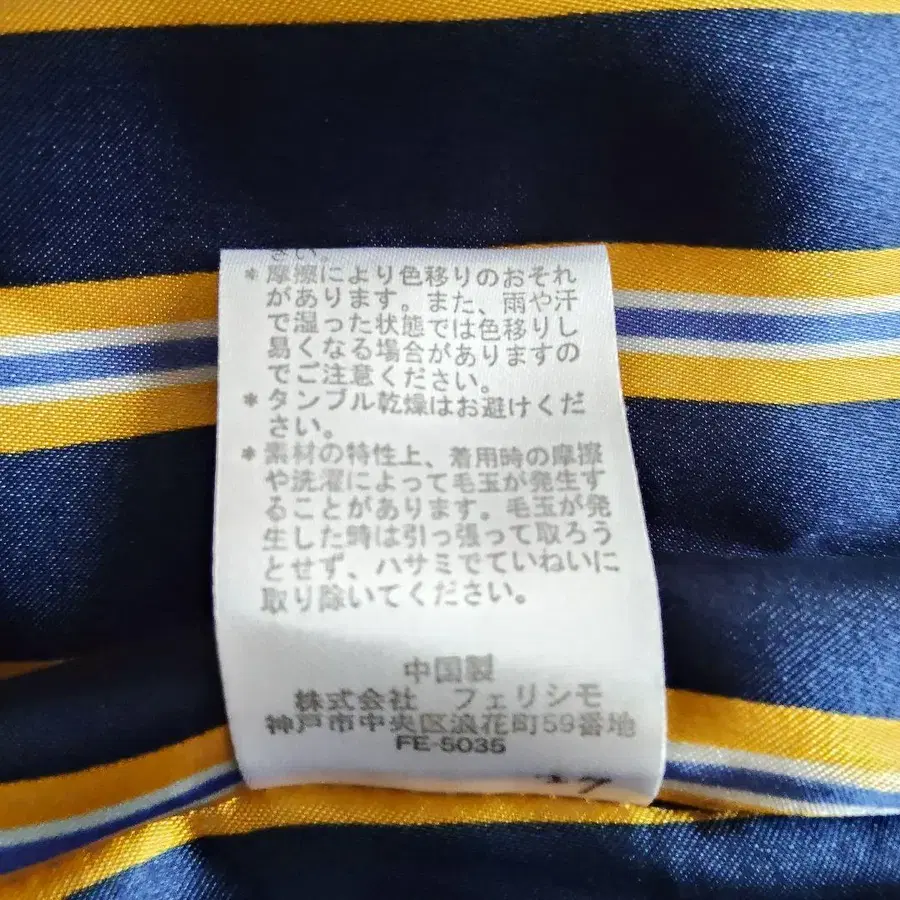 さい。
* 摩擦により色移りのおそれ
があります。また、雨や汗
で湿った状態では色移りし
易くなる場合がありますの
でご注意ください。
* タンブル乾燥はお避けくだ
さい。
* 素材の特性上、着用時の摩擦
や洗濯によって毛玉が発生す
ることがあります。毛玉が発
生した時は引っ張って取ろう
とせず、ハサミでていねいに
取り除いてください。
中国製
株式会社 フェリシモ
神戸市中央区浪花町59番地
FE-5035